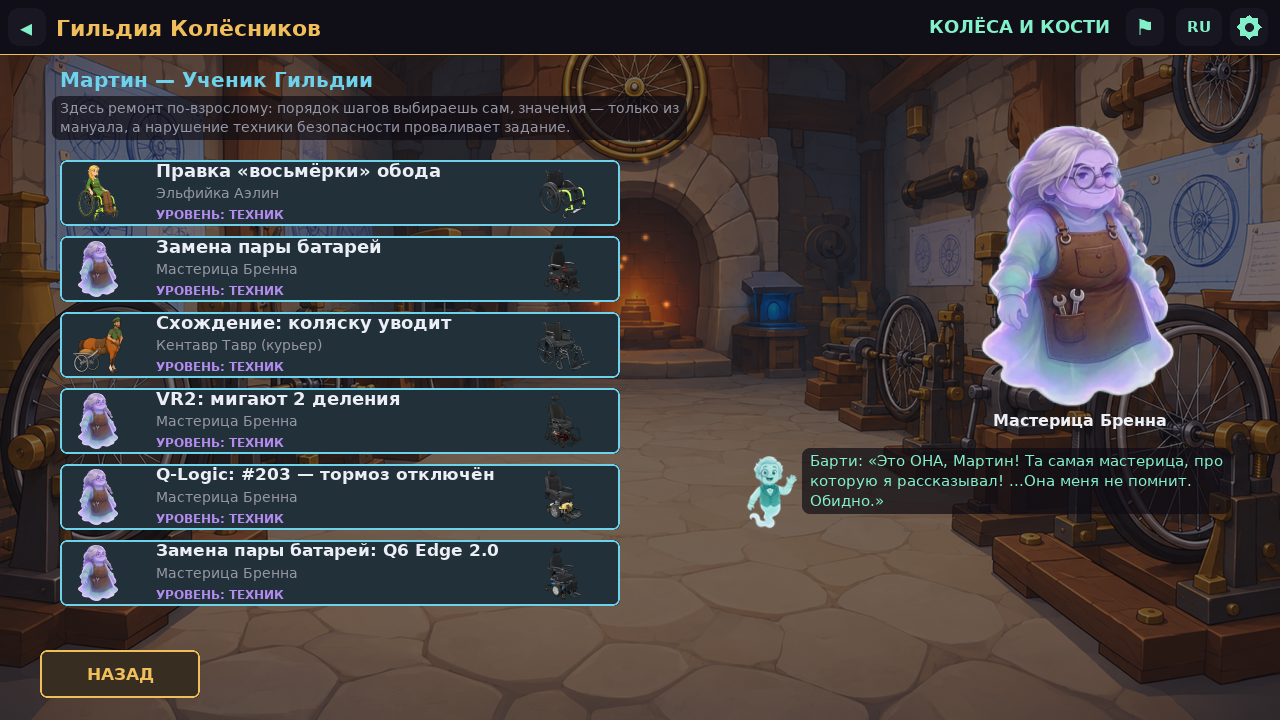 ◄ Гильдия Колёсников
КОЛЁСА И КОСТИ
RU
Мартин — Ученик Гильдии
Здесь ремонт по-взрослому: порядок шагов выбираешь сам, значения — только из
мануала, а нарушение техники безопасности проваливает задание.
Правка «восьмёрки» обода
Эльфийка Аэлин
УРОВЕНЬ: ТЕХНИК
Замена пары батарей
Мастерица Бренна
УРОВЕНЬ: ТЕХНИК
Схождение: коляску уводит
Кентавр Тавр (курьер)
УРОВЕНЬ: ТЕХНИК
VR2: мигают 2 деления
Мастерица Бренна
УРОВЕНЬ: ТЕХНИК
Q-Logic: #203 — тормоз отключён
Мастерица Бренна
УРОВЕНЬ: ТЕХНИК
Замена пары батарей: Q6 Edge 2.0
Мастерица Бренна
УРОВЕНЬ: ТЕХНИК
Мастерица Бренна
Барти: «Это ОНА, Мартин! Та самая мастерица, про
которую я рассказывал! …Она меня не помнит.
Обидно.»
НАЗАД